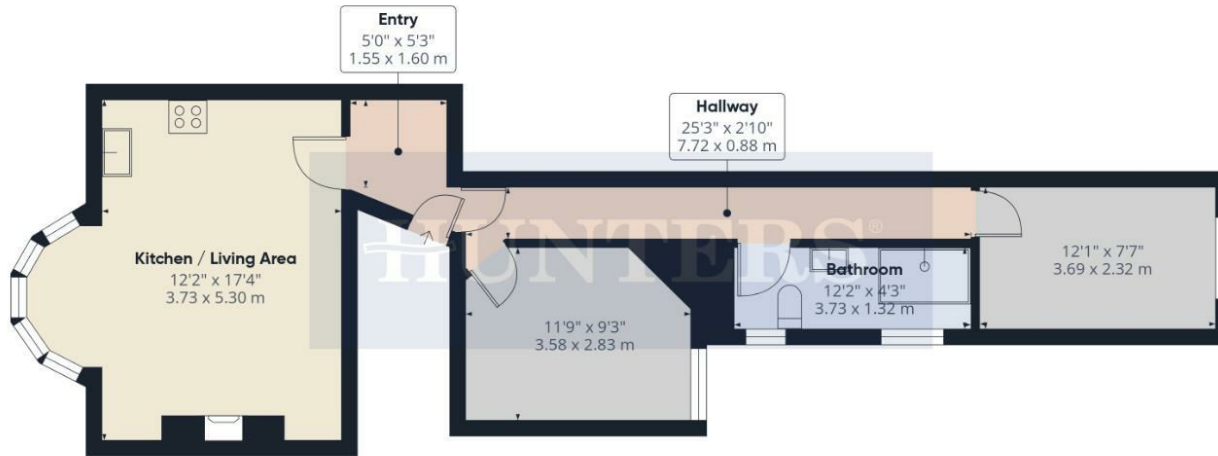 Entry
5'0" x 5'3"
1.55 x 1.60 m
Hallway
25'3" x 2'10"
7.72 x 0.88 m
Kitchen / Living Area
12'2" x 17'4"
3.73 x 5.30 m
HUNTERS®
Bathroom
12'2" x 4'3"
3.73 x 1.32 m
12'1" x 7'7"
3.69 x 2.32 m
11'9" x 9'3"
3.58 x 2.83 m